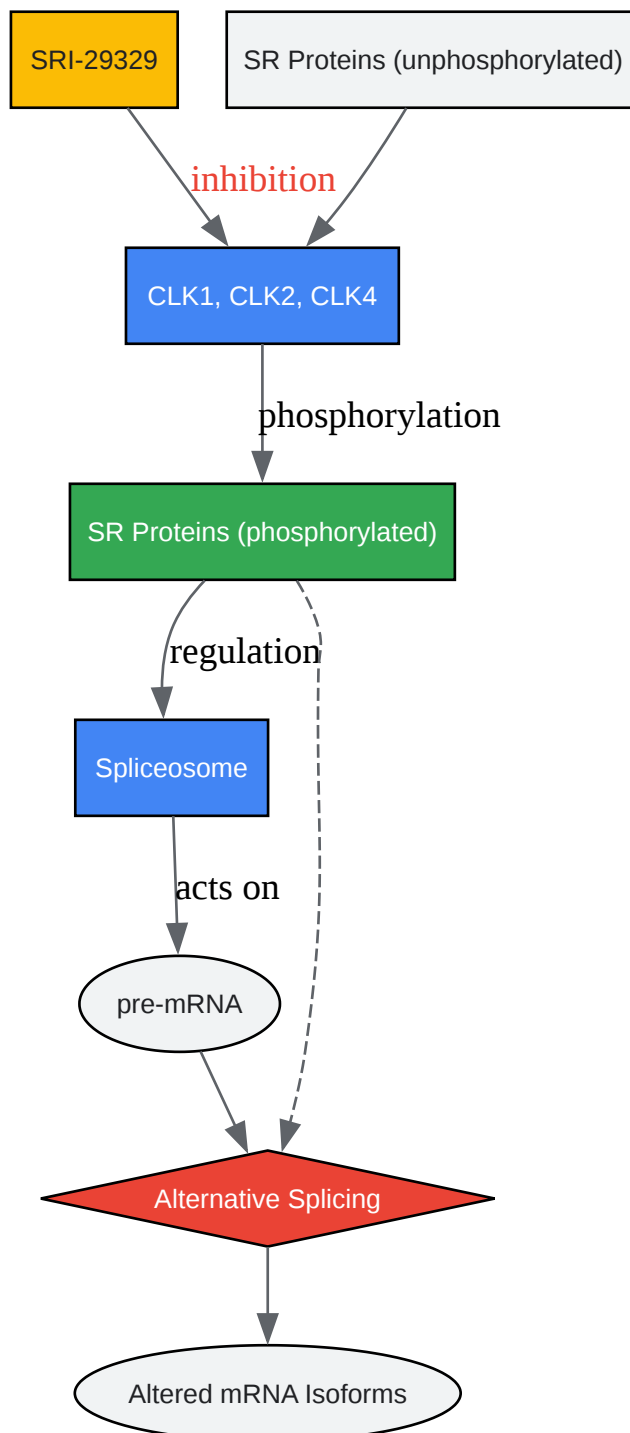 SRI-29329
SR Proteins (unphosphorylated)
inhibition
CLK1, CLK2, CLK4
phosphorylation
SR Proteins (phosphorylated)
regulation
Spliceosome
acts on
pre-mRNA
Alternative Splicing
Altered mRNA Isoforms